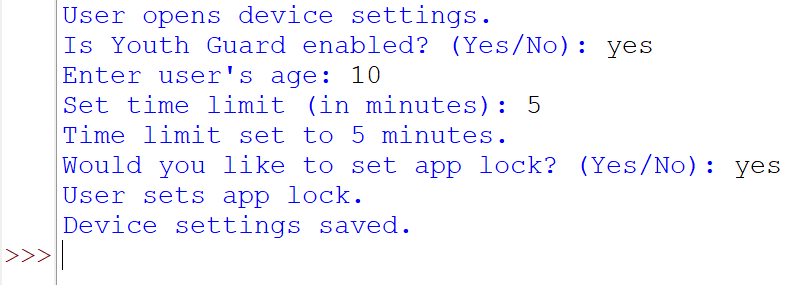 User opens device settings.
Is Youth Guard enabled? (Yes/No): yes
Enter user's age: 10
Set time limit (in minutes): 5
Time limit set to 5 minutes.
Would you like to set app lock? (Yes/No): yes
User sets app lock.
Device settings saved.
>>>